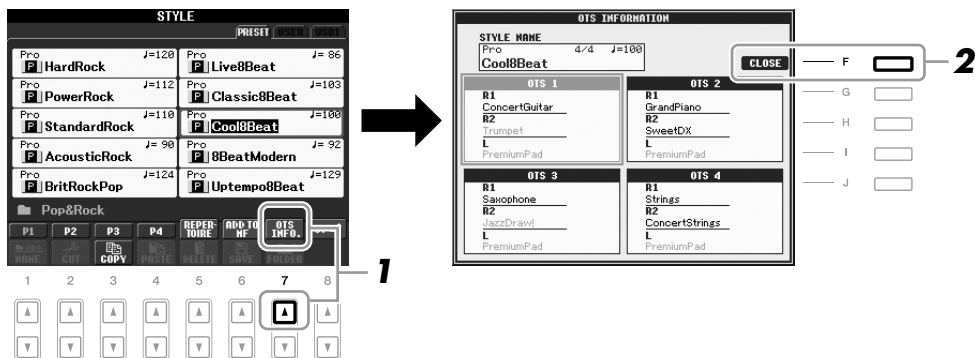 STYLE
PRESET USER USB1
Pro ♩=120 Pro ♩= 86
P HardRock P Live8Beat
Pro ♩=112 Pro ♩=103
P PowerRock P Classic8Beat
Pro ♩=110 Pro ♩=100
P StandardRock P Cool8Beat
Pro ♩= 90 Pro ♩= 92
P AcousticRock P 8BeatModern
Pro ♩=124 Pro ♩=129
P BritRockPop P Uptempo8Beat
Pop&Rock
P1 P2 P3 P4 REPER- ADD TO OTS
TOIRE MF INFO.
NAME CUT COPY PASTE DELETE SAVE FOLDER
1 2 3 4 5 6 7 8
1
OTS INFORMATION
STYLE NAME
Pro 4/4 ♩=100
Cool8Beat
CLOSE
OTS 1
R1
ConcertGuitar
R2
Trumpet
L
PremiumPad
OTS 2
R1
GrandPiano
R2
SweetDX
L
PremiumPad
OTS 3
R1
Saxophone
R2
JazzDraw!
L
PremiumPad
OTS 4
R1
Strings
R2
ConcertStrings
L
PremiumPad
F
G
H
I
J
2